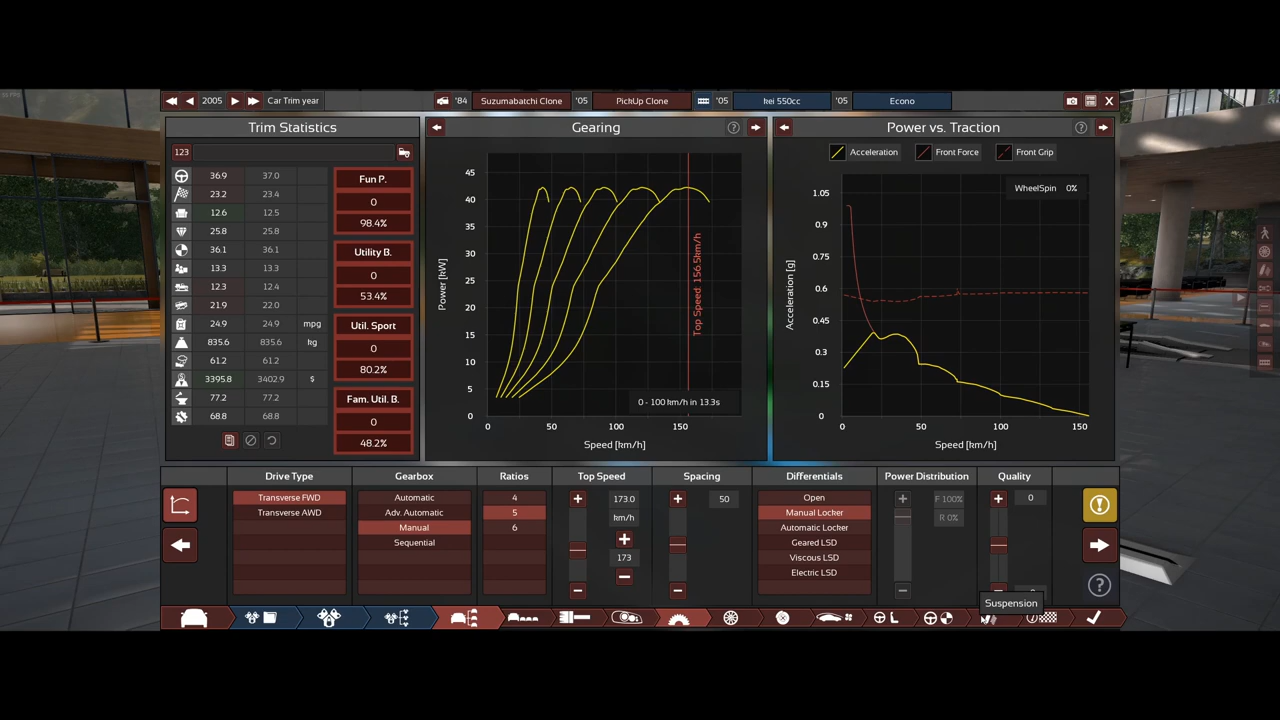 2005
Car Trim year
'84
Suzumabatchi Clone
'05
PickUp Clone
'05
kei 550cc
'05
Econo
Trim Statistics
123
36.9 37.0
23.2 23.4
12.6 12.5
25.8 25.8
36.1 36.1
13.3 13.3
12.3 12.4
21.9 22.0
24.9 24.9 mpg
835.6 835.6 kg
61.2 61.2
3395.8 3402.9 $
77.2 77.2
68.8 68.8
Fun P.
0
98.4%
Utility B.
0
53.4%
Util. Sport
0
80.2%
Fam. Util. B.
0
48.2%
Gearing
?
45
40
35
30
25
20
15
10
5
0
Power [kW]
Top Speed: 156.5km/h
0 - 100 km/h in 13.3s
0 50 100 150
Speed [km/h]
Power vs. Traction
?
Acceleration
Front Force
Front Grip
WheelSpin 0%
1.05
0.9
0.75
0.6
0.45
0.3
0.15
0
Acceleration [g]
0 50 100 150
Speed [km/h]
Drive Type
Transverse FWD
Transverse AWD
Gearbox
Automatic
Adv. Automatic
Manual
Sequential
Ratios
4
5
6
Top Speed
173.0
km/h
173
Spacing
50
Differentials
Open
Manual Locker
Automatic Locker
Geared LSD
Viscous LSD
Electric LSD
Power Distribution
F 100%
R 0%
Quality
0
?
Suspension